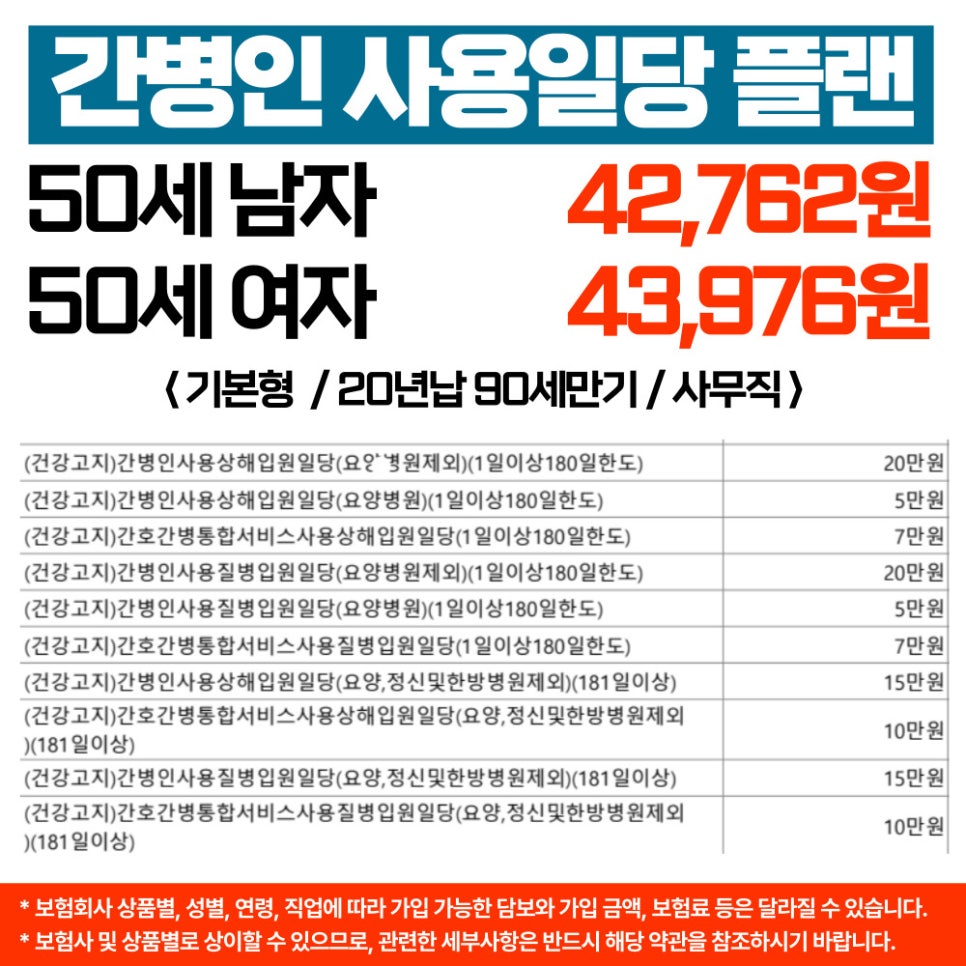 간병인 사용일당 플랜
50세 남자 42,762원
50세 여자 43,976원
〈 기본형 / 20년납 90세만기 / 사무직 〉
(건강고지)간병인사용상해입원일당(요양병원제외)(1일이상180일한도) 20만원
(건강고지)간병인사용상해입원일당(요양병원)(1일이상180일한도) 5만원
(건강고지)간호간병통합서비스사용상해입원일당(1일이상180일한도) 7만원
(건강고지)간병인사용질병입원일당(요양병원제외)(1일이상180일한도) 20만원
(건강고지)간병인사용질병입원일당(요양병원)(1일이상180일한도) 5만원
(건강고지)간호간병통합서비스사용질병입원일당(1일이상180일한도) 7만원
(건강고지)간병인사용상해입원일당(요양,정신및한방병원제외)(181일이상) 15만원
(건강고지)간호간병통합서비스사용상해입원일당(요양,정신및한방병원제외
)(181일이상) 10만원
(건강고지)간병인사용질병입원일당(요양,정신및한방병원제외)(181일이상) 15만원
(건강고지)간호간병통합서비스사용질병입원일당(요양,정신및한방병원제외
)(181일이상) 10만원
* 보험회사 상품별, 성별, 연령, 직업에 따라 가입 가능한 담보와 가입 금액, 보험료 등은 달라질 수 있습니다.
* 보험사 및 상품별로 상이할 수 있으므로, 관련한 세부사항은 반드시 해당 약관을 참조하시기 바랍니다.